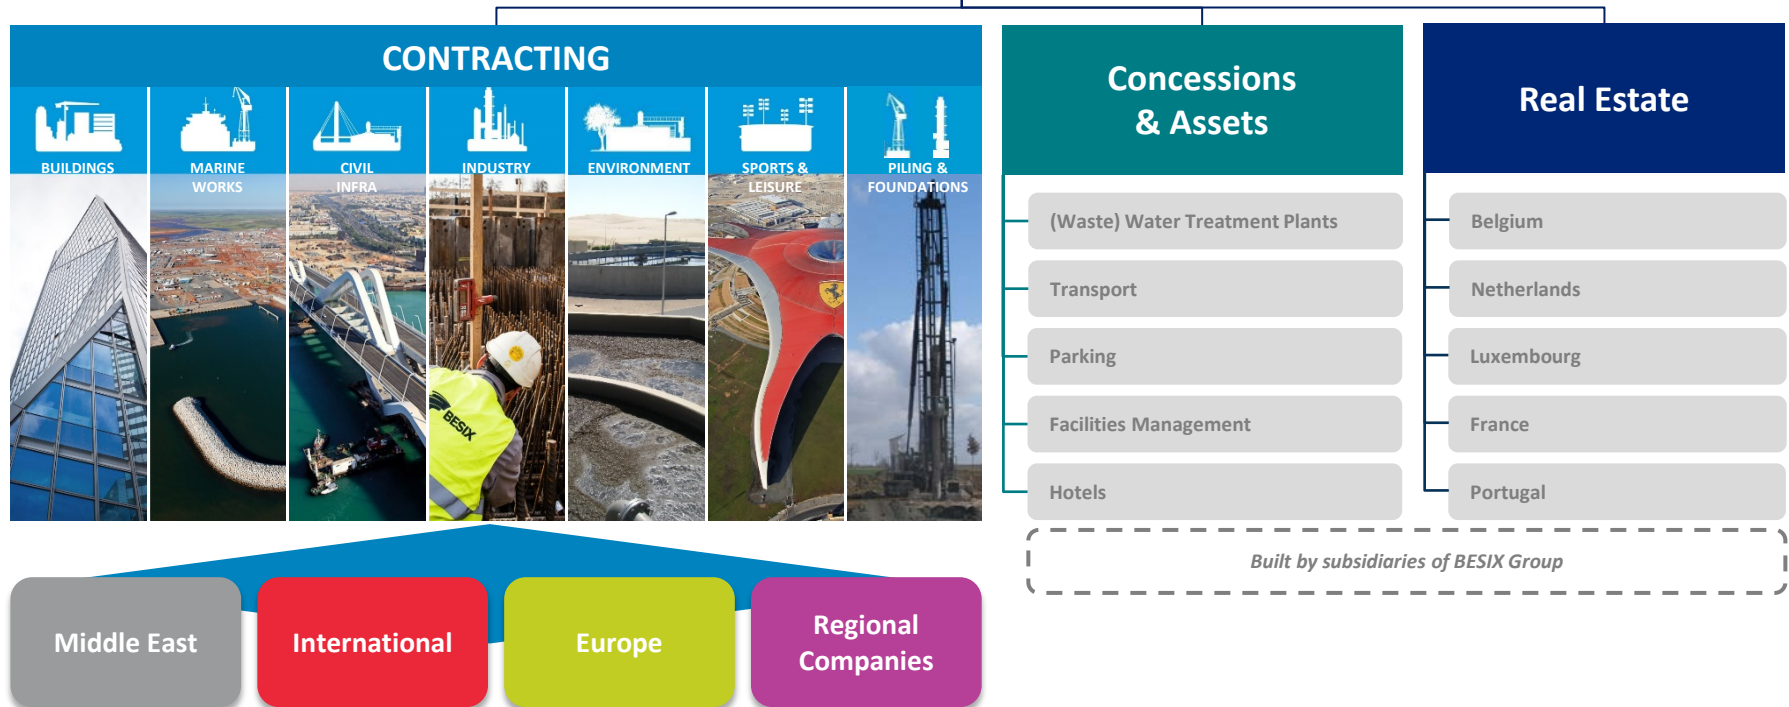 CONTRACTING
BUILDINGS
MARINE
WORKS
CIVIL
INFRA
INDUSTRY
ENVIRONMENT
SPORTS &
LEISURE
PILING &
FOUNDATIONS
BESIX
Middle East
International
Europe
Regional
Companies
Concessions
& Assets
(Waste) Water Treatment Plants
Transport
Parking
Facilities Management
Hotels
Real Estate
Belgium
Netherlands
Luxembourg
France
Portugal
Built by subsidiaries of BESIX Group